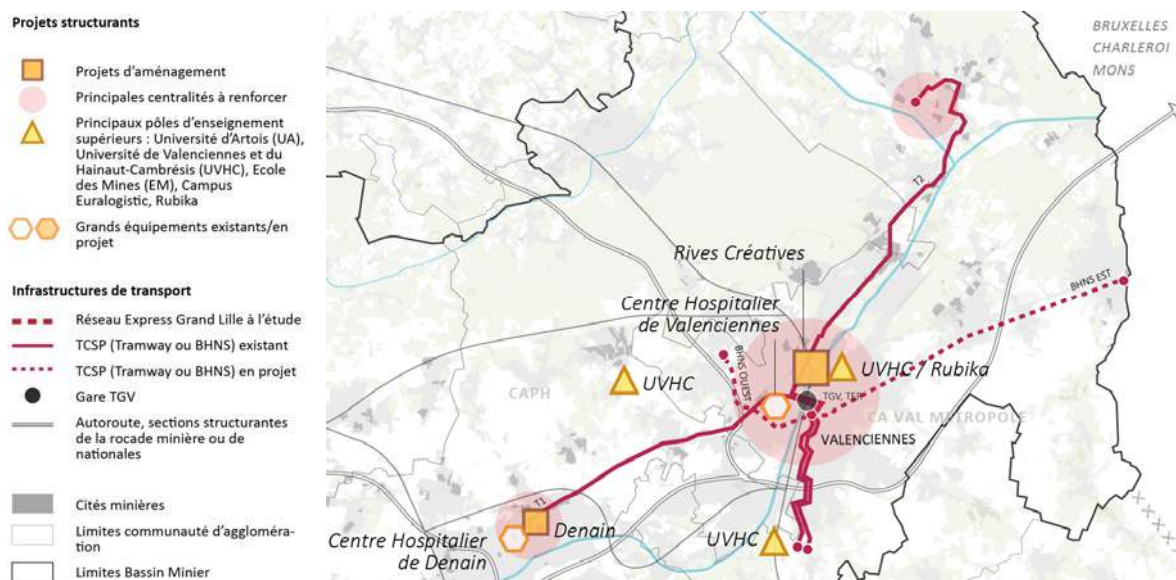 Projets structurants
Projets d'aménagement
Principales centralités à renforcer
Principaux pôles d'enseignement
supérieurs : Université d'Artois (UA),
Université de Valenciennes et du
Hainaut-Cambrésis (UVHC), Ecole
des Mines (EM), Campus
Euralogistic, Rubika
Grands équipements existants/en
projet
Infrastructures de transport
Réseau Express Grand Lille à l'étude
TCSP (Tramway ou BHNS) existant
TCSP (Tramway ou BHNS) en projet
Gare TGV
Autoroute, sections structurantes
de la rocade minière ou de
nationales
Cités minières
Limites communauté d'aggloméra-
tion
Limites Bassin Minier
BRUXELLES
CHARLEROI
MONS
T2
Rives Créatives
BHNS EST
Centre Hospitalier
de Valenciennes
BHNS OUEST
UVHC / Rubika
UVHC
CAPH
TGV, TER
CA VAL METROPOLE
VALENCIENNES
T1
Denain
Centre Hospitalier
de Denain
UVHC